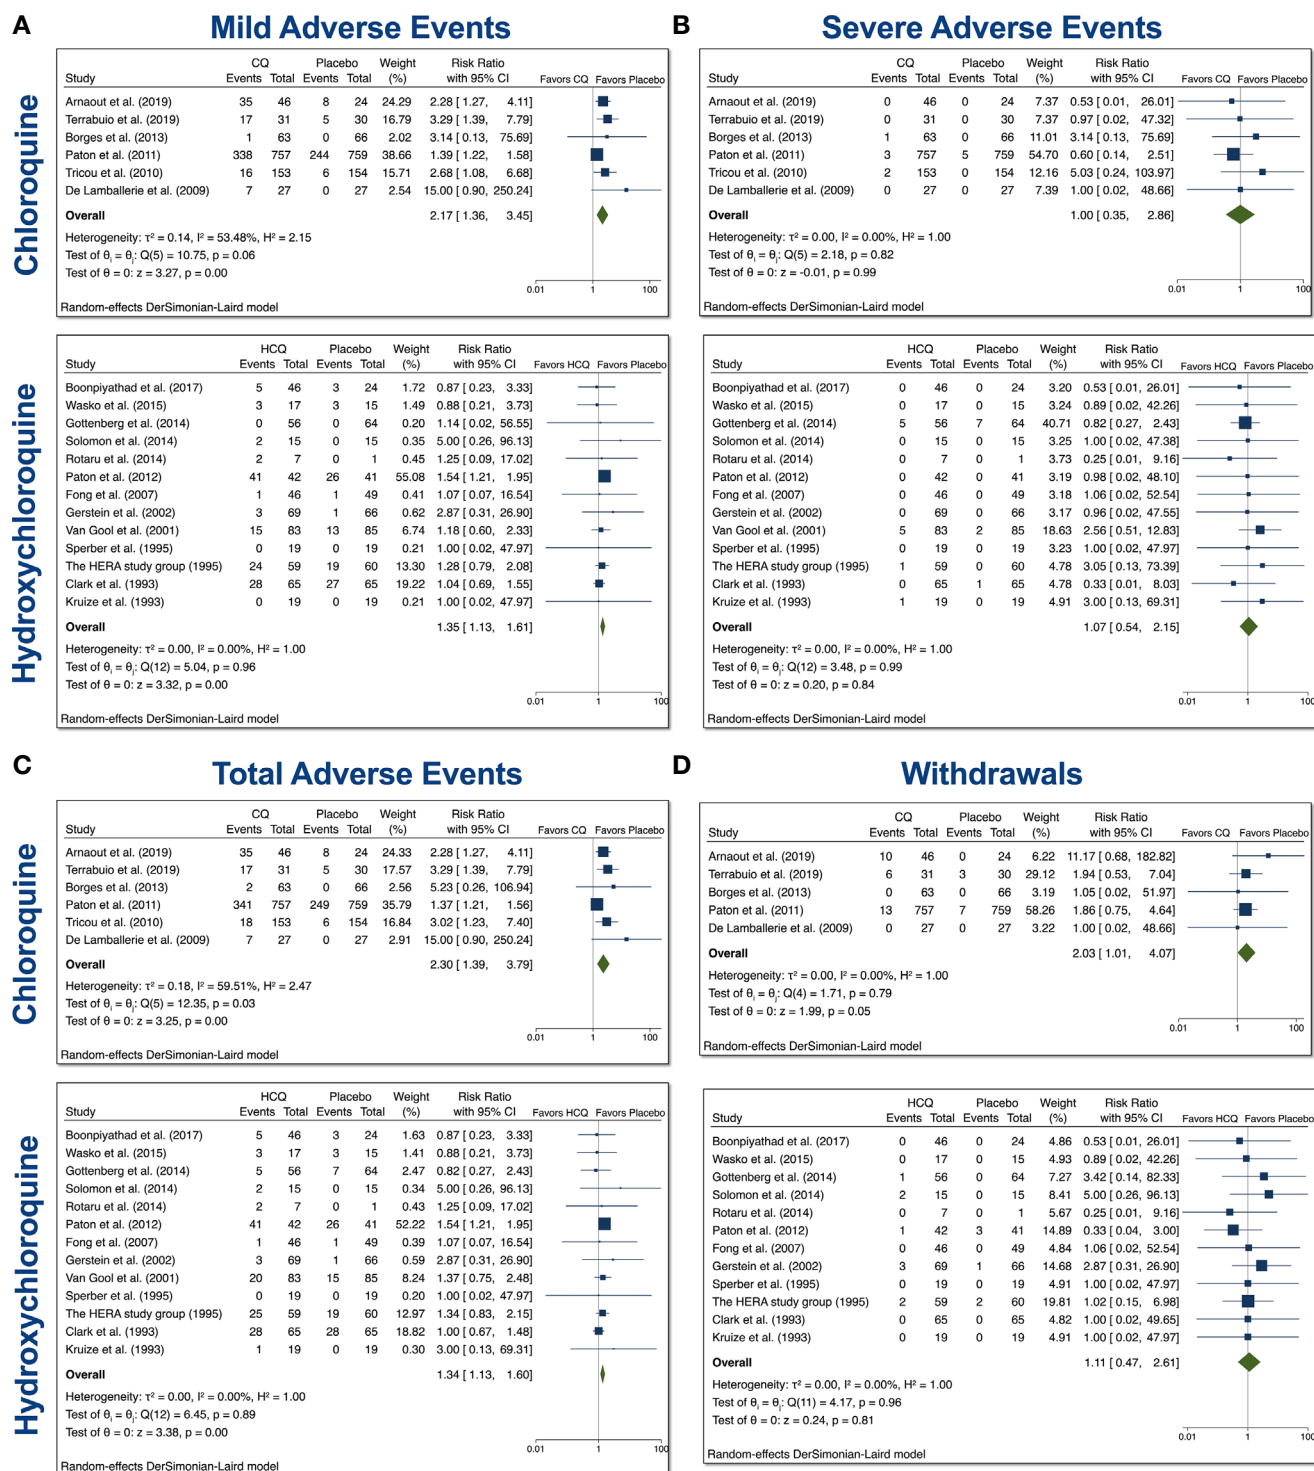 A Mild Adverse Events
Chloroquine
CQ Placebo Weight Risk Ratio
Study Events Total Events Total (%) with 95% CI Favors CQ Favors Placebo
Arnaout et al. (2019) 35 46 8 24 24.29 2.28 [ 1.27, 4.11]
Terrabuio et al. (2019) 17 31 5 30 16.79 3.29 [ 1.39, 7.79]
Borges et al. (2013) 1 63 0 66 2.02 3.14 [ 0.13, 75.69]
Paton et al. (2011) 338 757 244 759 38.66 1.39 [ 1.22, 1.58]
Tricou et al. (2010) 16 153 6 154 15.71 2.68 [ 1.08, 6.68]
De Lamballerie et al. (2009) 7 27 0 27 2.54 15.00 [ 0.90, 250.24]
Overall 2.17 [ 1.36, 3.45]
Heterogeneity: τ² = 0.14, I² = 53.48%, H² = 2.15
Test of θᵢ = θⱼ: Q(5) = 10.75, p = 0.06
Test of θ = 0: z = 3.27, p = 0.00
0.01 1 100
Random-effects DerSimonian-Laird model
Hydroxychloroquine
HCQ Placebo Weight Risk Ratio
Study Events Total Events Total (%) with 95% CI Favors HCQ Favors Placebo
Boonpiyathad et al. (2017) 5 46 3 24 1.72 0.87 [ 0.23, 3.33]
Wasko et al. (2015) 3 17 3 15 1.49 0.88 [ 0.21, 3.73]
Gottenberg et al. (2014) 0 56 0 64 0.20 1.14 [ 0.02, 56.55]
Solomon et al. (2014) 2 15 0 15 0.35 5.00 [ 0.26, 96.13]
Rotaru et al. (2014) 2 7 0 1 0.45 1.25 [ 0.09, 17.02]
Paton et al. (2012) 41 42 26 41 55.08 1.54 [ 1.21, 1.95]
Fong et al. (2007) 1 46 1 49 0.41 1.07 [ 0.07, 16.54]
Gerstein et al. (2002) 3 69 1 66 0.62 2.87 [ 0.31, 26.90]
Van Gool et al. (2001) 15 83 13 85 6.74 1.18 [ 0.60, 2.33]
Sperber et al. (1995) 0 19 0 19 0.21 1.00 [ 0.02, 47.97]
The HERA study group (1995) 24 59 19 60 13.30 1.28 [ 0.79, 2.08]
Clark et al. (1993) 28 65 27 65 19.22 1.04 [ 0.69, 1.55]
Kruize et al. (1993) 0 19 0 19 0.21 1.00 [ 0.02, 47.97]
Overall 1.35 [ 1.13, 1.61]
Heterogeneity: τ² = 0.00, I² = 0.00%, H² = 1.00
Test of θᵢ = θⱼ: Q(12) = 5.04, p = 0.96
Test of θ = 0: z = 3.32, p = 0.00
0.01 1 100
Random-effects DerSimonian-Laird model
B Severe Adverse Events
CQ Placebo Weight Risk Ratio
Study Events Total Events Total (%) with 95% CI Favors CQ Favors Placebo
Arnaout et al. (2019) 0 46 0 24 7.37 0.53 [ 0.01, 26.01]
Terrabuio et al. (2019) 0 31 0 30 7.37 0.97 [ 0.02, 47.32]
Borges et al. (2013) 1 63 0 66 11.01 3.14 [ 0.13, 75.69]
Paton et al. (2011) 3 757 5 759 54.70 0.60 [ 0.14, 2.51]
Tricou et al. (2010) 2 153 0 154 12.16 5.03 [ 0.24, 103.97]
De Lamballerie et al. (2009) 0 27 0 27 7.39 1.00 [ 0.02, 48.66]
Overall 1.00 [ 0.35, 2.86]
Heterogeneity: τ² = 0.00, I² = 0.00%, H² = 1.00
Test of θᵢ = θⱼ: Q(5) = 2.18, p = 0.82
Test of θ = 0: z = -0.01, p = 0.99
0.01 1 100
Random-effects DerSimonian-Laird model
HCQ Placebo Weight Risk Ratio
Study Events Total Events Total (%) with 95% CI Favors HCQ Favors Placebo
Boonpiyathad et al. (2017) 0 46 0 24 3.20 0.53 [ 0.01, 26.01]
Wasko et al. (2015) 0 17 0 15 3.24 0.89 [ 0.02, 42.26]
Gottenberg et al. (2014) 5 56 7 64 40.71 0.82 [ 0.27, 2.43]
Solomon et al. (2014) 0 15 0 15 3.25 1.00 [ 0.02, 47.38]
Rotaru et al. (2014) 0 7 0 1 3.73 0.25 [ 0.01, 9.16]
Paton et al. (2012) 0 42 0 41 3.19 0.98 [ 0.02, 48.10]
Fong et al. (2007) 0 46 0 49 3.18 1.06 [ 0.02, 52.54]
Gerstein et al. (2002) 0 69 0 66 3.17 0.96 [ 0.02, 47.55]
Van Gool et al. (2001) 5 83 2 85 18.63 2.56 [ 0.51, 12.83]
Sperber et al. (1995) 0 19 0 19 3.23 1.00 [ 0.02, 47.97]
The HERA study group (1995) 1 59 0 60 4.78 3.05 [ 0.13, 73.39]
Clark et al. (1993) 0 65 1 65 4.78 0.33 [ 0.01, 8.03]
Kruize et al. (1993) 1 19 0 19 4.91 3.00 [ 0.13, 69.31]
Overall 1.07 [ 0.54, 2.15]
Heterogeneity: τ² = 0.00, I² = 0.00%, H² = 1.00
Test of θᵢ = θⱼ: Q(12) = 3.48, p = 0.99
Test of θ = 0: z = 0.20, p = 0.84
0.01 1 100
Random-effects DerSimonian-Laird model
C Total Adverse Events
Chloroquine
CQ Placebo Weight Risk Ratio
Study Events Total Events Total (%) with 95% CI Favors CQ Favors Placebo
Arnaout et al. (2019) 35 46 8 24 24.33 2.28 [ 1.27, 4.11]
Terrabuio et al. (2019) 17 31 5 30 17.57 3.29 [ 1.39, 7.79]
Borges et al. (2013) 2 63 0 66 2.56 5.23 [ 0.26, 106.94]
Paton et al. (2011) 341 757 249 759 35.79 1.37 [ 1.21, 1.56]
Tricou et al. (2010) 18 153 6 154 16.84 3.02 [ 1.23, 7.40]
De Lamballerie et al. (2009) 7 27 0 27 2.91 15.00 [ 0.90, 250.24]
Overall 2.30 [ 1.39, 3.79]
Heterogeneity: τ² = 0.18, I² = 59.51%, H² = 2.47
Test of θᵢ = θⱼ: Q(5) = 12.35, p = 0.03
Test of θ = 0: z = 3.25, p = 0.00
0.01 1 100
Random-effects DerSimonian-Laird model
Hydroxychloroquine
HCQ Placebo Weight Risk Ratio
Study Events Total Events Total (%) with 95% CI Favors HCQ Favors Placebo
Boonpiyathad et al. (2017) 5 46 3 24 1.63 0.87 [ 0.23, 3.33]
Wasko et al. (2015) 3 17 3 15 1.41 0.88 [ 0.21, 3.73]
Gottenberg et al. (2014) 5 56 7 64 2.47 0.82 [ 0.27, 2.43]
Solomon et al. (2014) 2 15 0 15 0.34 5.00 [ 0.26, 96.13]
Rotaru et al. (2014) 2 7 0 1 0.43 1.25 [ 0.09, 17.02]
Paton et al. (2012) 41 42 26 41 52.22 1.54 [ 1.21, 1.95]
Fong et al. (2007) 1 46 1 49 0.39 1.07 [ 0.07, 16.54]
Gerstein et al. (2002) 3 69 1 66 0.59 2.87 [ 0.31, 26.90]
Van Gool et al. (2001) 20 83 15 85 8.24 1.37 [ 0.75, 2.48]
Sperber et al. (1995) 0 19 0 19 0.20 1.00 [ 0.02, 47.97]
The HERA study group (1995) 25 59 19 60 12.97 1.34 [ 0.83, 2.15]
Clark et al. (1993) 28 65 28 65 18.82 1.00 [ 0.67, 1.48]
Kruize et al. (1993) 1 19 0 19 0.30 3.00 [ 0.13, 69.31]
Overall 1.34 [ 1.13, 1.60]
Heterogeneity: τ² = 0.00, I² = 0.00%, H² = 1.00
Test of θᵢ = θⱼ: Q(12) = 6.45, p = 0.89
Test of θ = 0: z = 3.38, p = 0.00
0.01 1 100
Random-effects DerSimonian-Laird model
D Withdrawals
CQ Placebo Weight Risk Ratio
Study Events Total Events Total (%) with 95% CI Favors CQ Favors Placebo
Arnaout et al. (2019) 10 46 0 24 6.22 11.17 [ 0.68, 182.82]
Terrabuio et al. (2019) 6 31 3 30 29.12 1.94 [ 0.53, 7.04]
Borges et al. (2013) 0 63 0 66 3.19 1.05 [ 0.02, 51.97]
Paton et al. (2011) 13 757 7 759 58.26 1.86 [ 0.75, 4.64]
De Lamballerie et al. (2009) 0 27 0 27 3.22 1.00 [ 0.02, 48.66]
Overall 2.03 [ 1.01, 4.07]
Heterogeneity: τ² = 0.00, I² = 0.00%, H² = 1.00
Test of θᵢ = θⱼ: Q(4) = 1.71, p = 0.79
Test of θ = 0: z = 1.99, p = 0.05
0.01 1 100
Random-effects DerSimonian-Laird model
HCQ Placebo Weight Risk Ratio
Study Events Total Events Total (%) with 95% CI Favors HCQ Favors Placebo
Boonpiyathad et al. (2017) 0 46 0 24 4.86 0.53 [ 0.01, 26.01]
Wasko et al. (2015) 0 17 0 15 4.93 0.89 [ 0.02, 42.26]
Gottenberg et al. (2014) 1 56 0 64 7.27 3.42 [ 0.14, 82.33]
Solomon et al. (2014) 2 15 0 15 8.41 5.00 [ 0.26, 96.13]
Rotaru et al. (2014) 0 7 0 1 5.67 0.25 [ 0.01, 9.16]
Paton et al. (2012) 1 42 3 41 14.89 0.33 [ 0.04, 3.00]
Fong et al. (2007) 0 46 0 49 4.84 1.06 [ 0.02, 52.54]
Gerstein et al. (2002) 3 69 1 66 14.68 2.87 [ 0.31, 26.90]
Sperber et al. (1995) 0 19 0 19 4.91 1.00 [ 0.02, 47.97]
The HERA study group (1995) 2 59 2 60 19.81 1.02 [ 0.15, 6.98]
Clark et al. (1993) 0 65 0 65 4.82 1.00 [ 0.02, 49.65]
Kruize et al. (1993) 0 19 0 19 4.91 1.00 [ 0.02, 47.97]
Overall 1.11 [ 0.47, 2.61]
Heterogeneity: τ² = 0.00, I² = 0.00%, H² = 1.00
Test of θᵢ = θⱼ: Q(11) = 4.17, p = 0.96
Test of θ = 0: z = 0.24, p = 0.81
0.01 1 100
Random-effects DerSimonian-Laird model